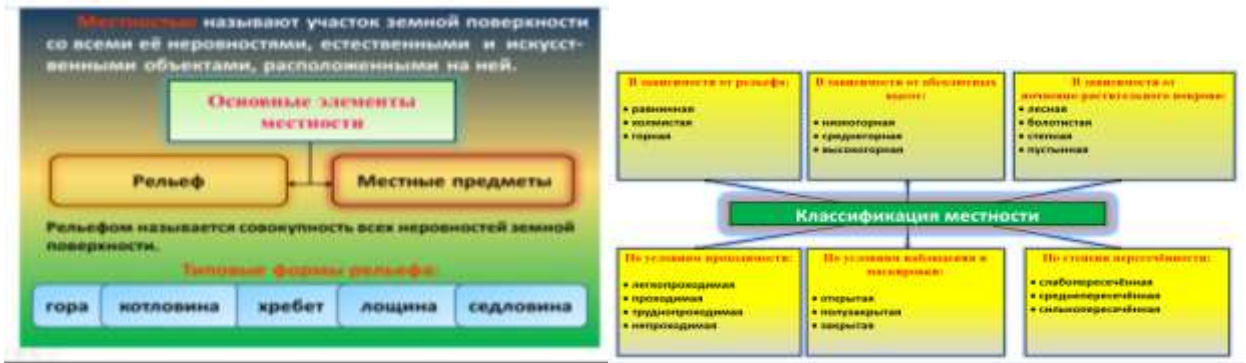 Местностью называют участок земной поверхности
со всеми её неровностями, естественными и искусст-
венными объектами, расположенными на ней.
Основные элементы
местности
Рельеф
Местные предметы
Рельефом называется совокупность всех неровностей земной
поверхности.
Типовые формы рельефа:
гора
котловина
хребет
лощина
седловина
В зависимости от рельефа:
• равнинная
• холмистая
• горная
В зависимости от абсолютных
высот:
• низкогорная
• среднегорная
• высокогорная
В зависимости от
почвенно-растительного покрова:
• лесная
• болотистая
• степная
• пустынная
Классификация местности
По условиям проходимости:
• легкопроходимая
• проходимая
• труднопроходимая
• непроходимая
По условиям наблюдения и
маскировки:
• открытая
• полузакрытая
• закрытая
По степени пересечённости:
• слабопересечённая
• среднепересечённая
• сильнопересечённая